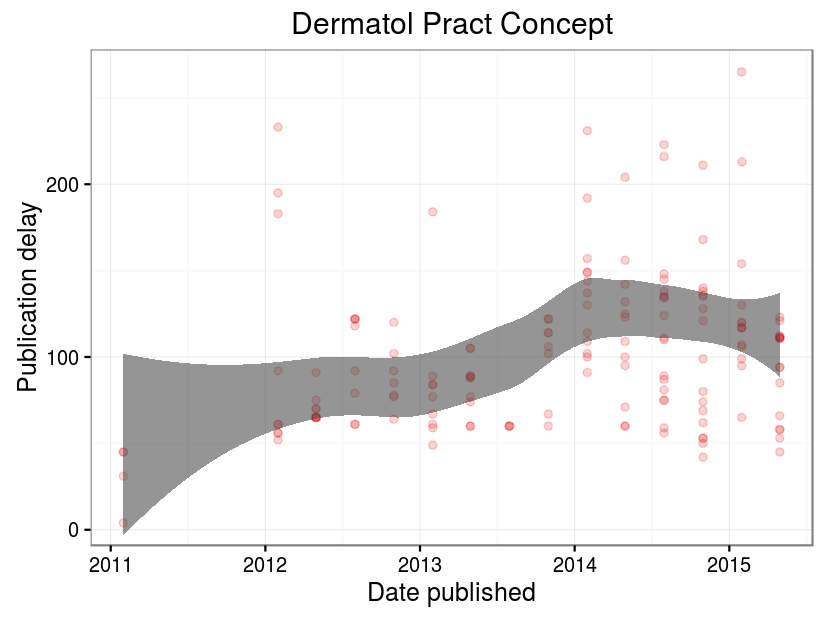 Dermatol Pract Concept
Publication delay
200
100
0
2011 2012 2013 2014 2015
Date published